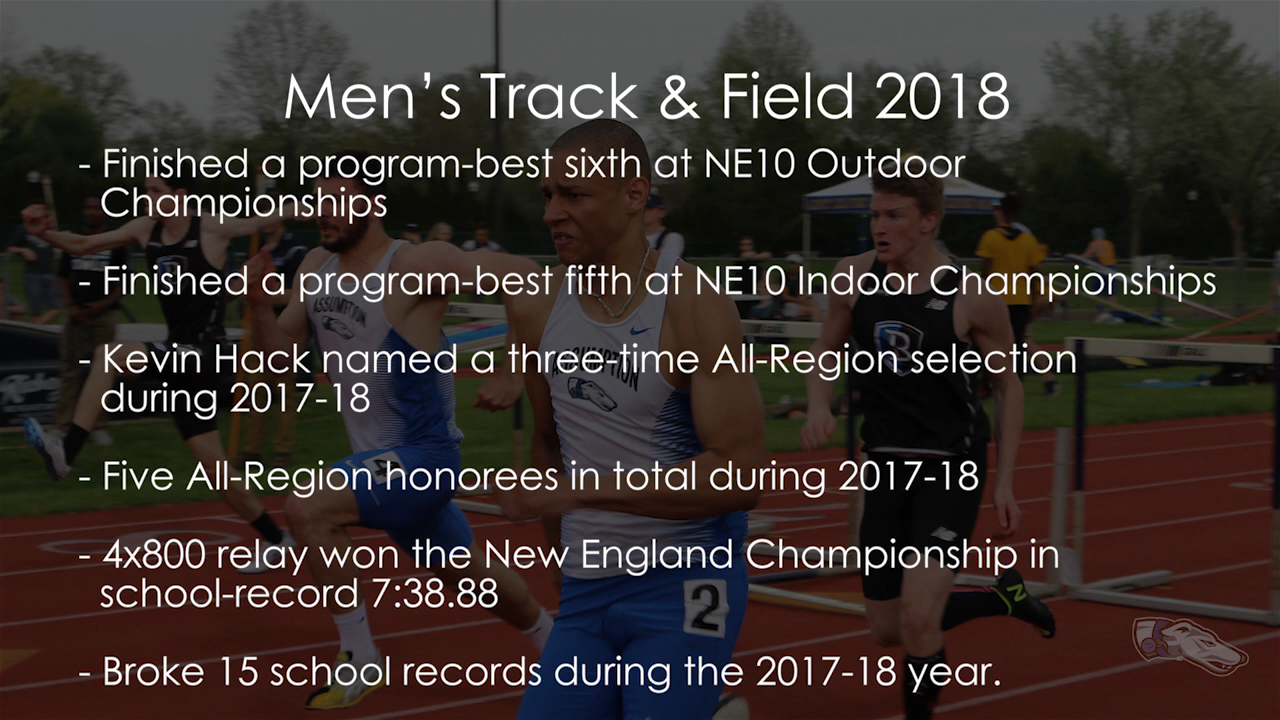 Men's Track & Field 2018
- Finished a program-best sixth at NE10 Outdoor
Championships
- Finished a program-best fifth at NE10 Indoor Championships
- Kevin Hack named a three-time All-Region selection
during 2017-18
- Five All-Region honorees in total during 2017-18
- 4x800 relay won the New England Championship in
school-record 7:38.88
- Broke 15 school records during the 2017-18 year.
ASSUMPTION
ASSUMPTION
2